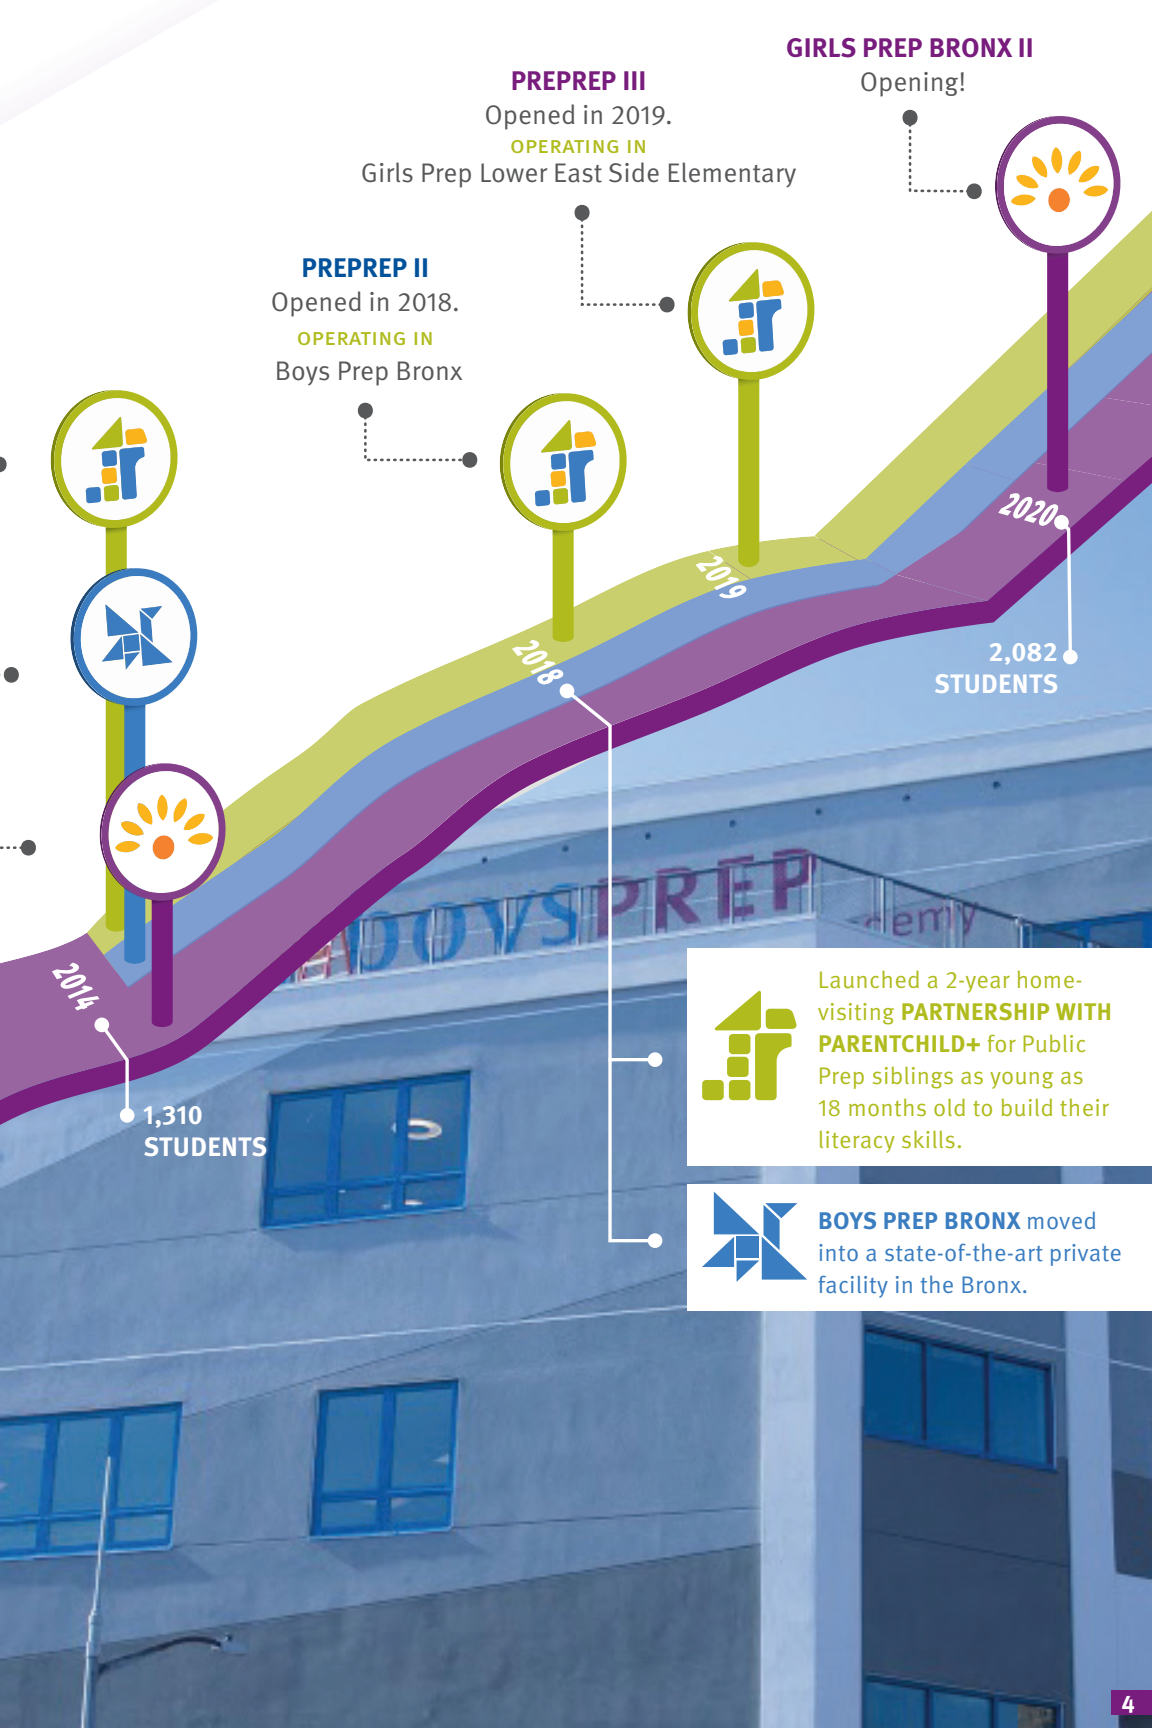 GIRLS PREP BRONX II
Opening!
PREPREP III
Opened in 2019.
OPERATING IN
Girls Prep Lower East Side Elementary
PREPREP II
Opened in 2018.
OPERATING IN
Boys Prep Bronx
2020
2019
2018
2,082
STUDENTS
BOYSPREP
demy
2014
1,310
STUDENTS
Launched a 2-year home-
visiting PARTNERSHIP WITH
PARENTCHILD+ for Public
Prep siblings as young as
18 months old to build their
literacy skills.
BOYS PREP BRONX moved
into a state-of-the-art private
facility in the Bronx.
4